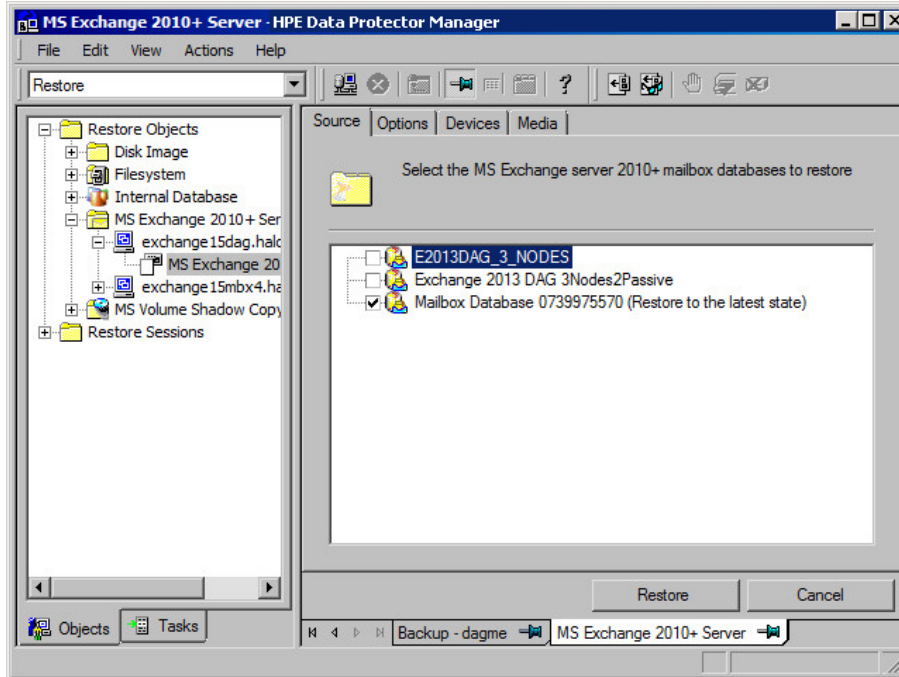 MS Exchange 2010+ Server - HPE Data Protector Manager
File Edit View Actions Help
Restore
Restore Objects
Disk Image
Filesystem
Internal Database
MS Exchange 2010+ Ser
exchange15dag.halo
MS Exchange 20
exchange15mbx4.ha
MS Volume Shadow Copy
Restore Sessions
Objects Tasks
Source Options Devices Media
Select the MS Exchange server 2010+ mailbox databases to restore
E2013DAG_3_NODES
Exchange 2013 DAG 3Nodes2Passive
Mailbox Database 0739975570 (Restore to the latest state)
Restore Cancel
Backup - dagme MS Exchange 2010+ Server